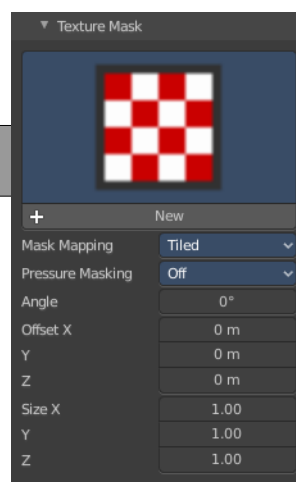 Texture Mask
New
Mask Mapping Tiled
Pressure Masking Off
Angle 0°
Offset X 0 m
Y 0 m
Z 0 m
Size X 1.00
Y 1.00
Z 1.00